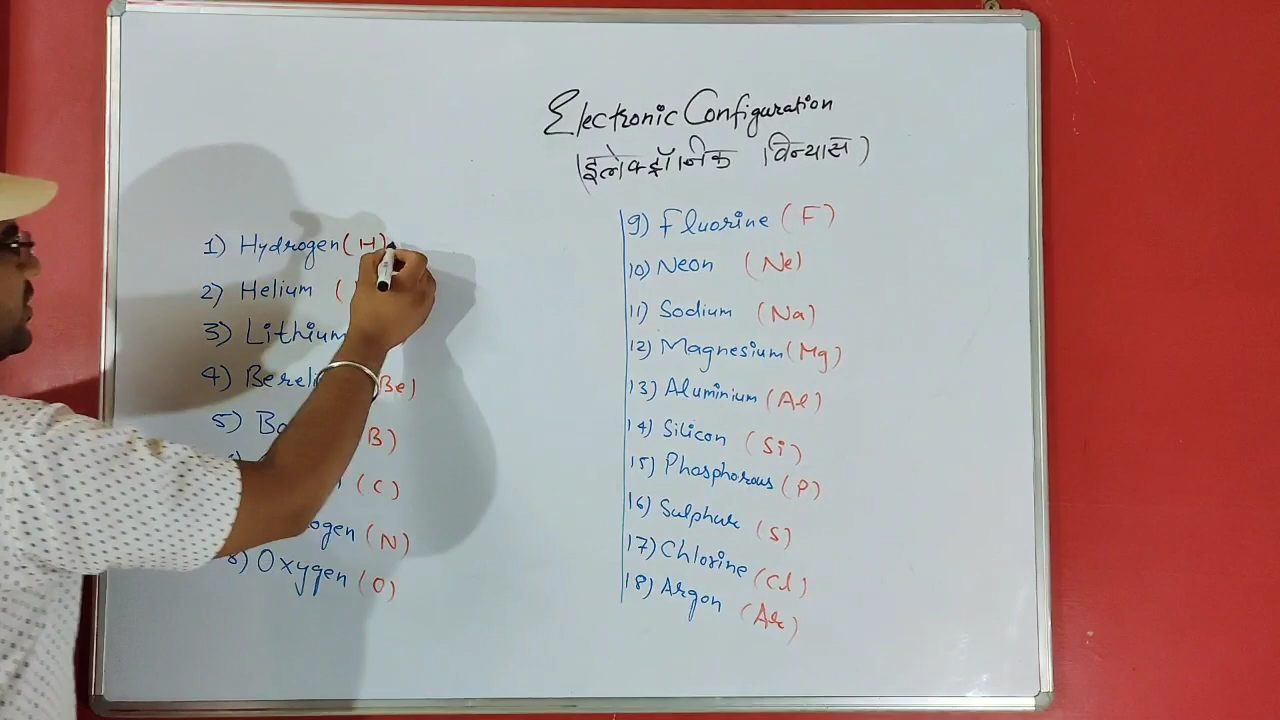 Electronic Configuration
(इलेक्ट्रॉनिक विन्यास)
1) Hydrogen (H)
2) Helium (
3) Lithium
4) Bereli Be)
5) Bo B)
(C)
ogen (N)
8) Oxygen (O)
9) Fluorine (F)
10) Neon (Ne)
11) Sodium (Na)
12) Magnesium (Mg)
13) Aluminium (Al)
14) Silicon (Si)
15) Phosphorous (P)
16) Sulphur (S)
17) Chlorine (Cl)
18) Argon (Ar)